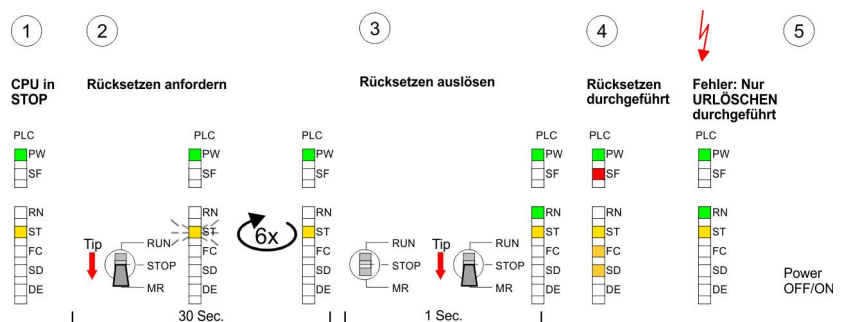 1
2
3
4
5
CPU in
STOP
Rücksetzen anfordern
Rücksetzen auslösen
Rücksetzen
durchgeführt
Fehler: Nur
URLÖSCHEN
durchgeführt
PLC
PW
SF
RN
ST
FC
SD
DE
Tip
RUN
STOP
MR
PLC
PW
SF
RN
ST
FC
SD
DE
30 Sec.
6x
PLC
PW
SF
RN
ST
FC
SD
DE
RUN
STOP
MR
Tip
RUN
STOP
MR
1 Sec.
PLC
PW
SF
RN
ST
FC
SD
DE
PLC
PW
SF
RN
ST
FC
SD
DE
PLC
PW
SF
RN
ST
FC
SD
DE
Power
OFF/ON